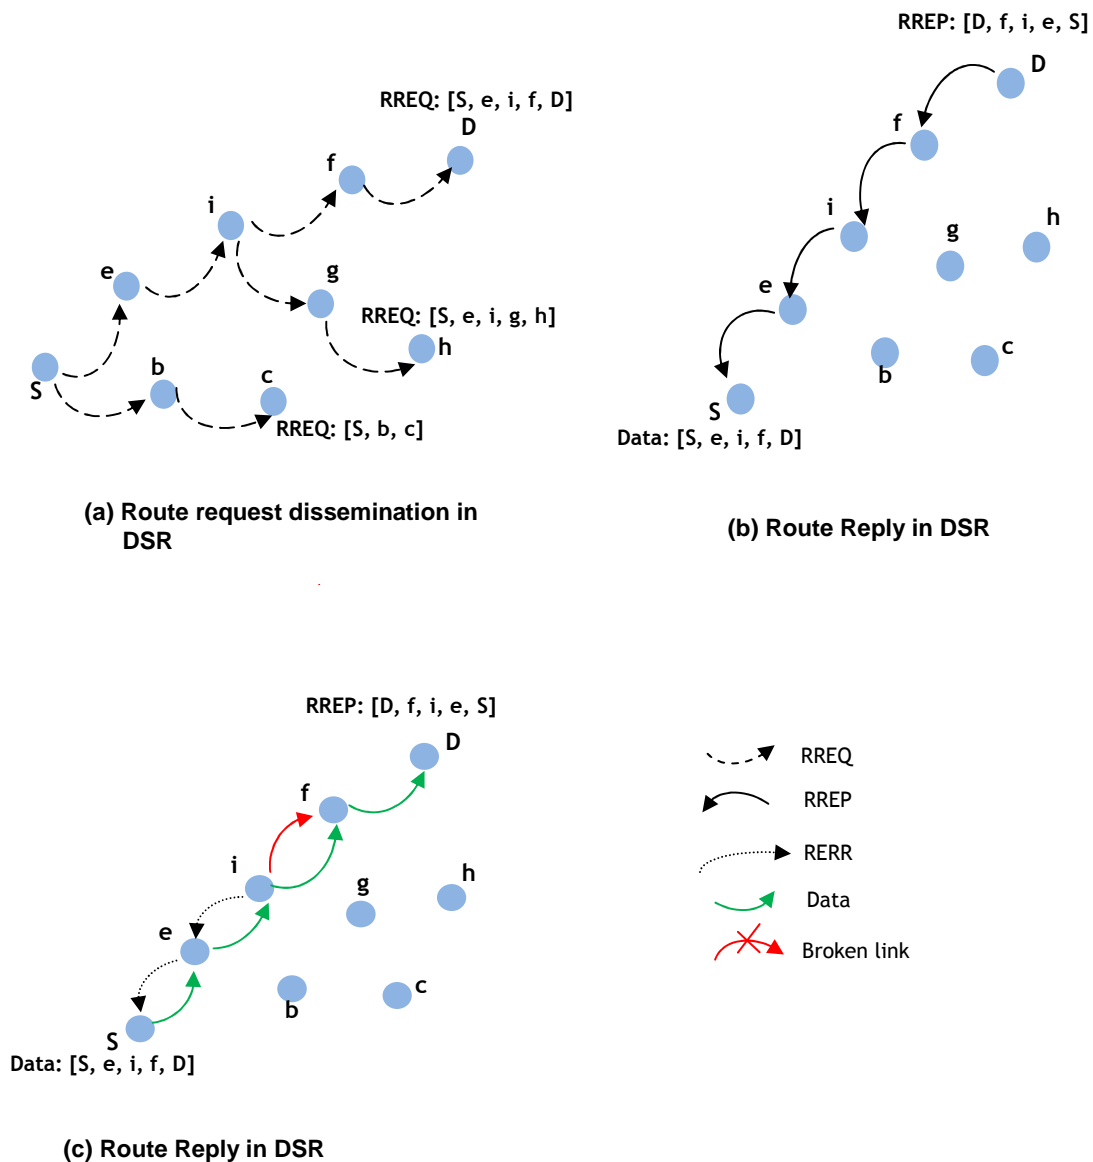 RREQ: [S, e, i, f, D]
D
f
i
e
g
RREQ: [S, e, i, g, h]
h
S
b
c
RREQ: [S, b, c]
(a) Route request dissemination in
DSR
RREP: [D, f, i, e, S]
D
f
i
h
g
e
c
b
S
Data: [S, e, i, f, D]
(b) Route Reply in DSR
RREP: [D, f, i, e, S]
D
f
i
h
g
e
c
b
S
Data: [S, e, i, f, D]
(c) Route Reply in DSR
RREQ
RREP
RERR
Data
Broken link